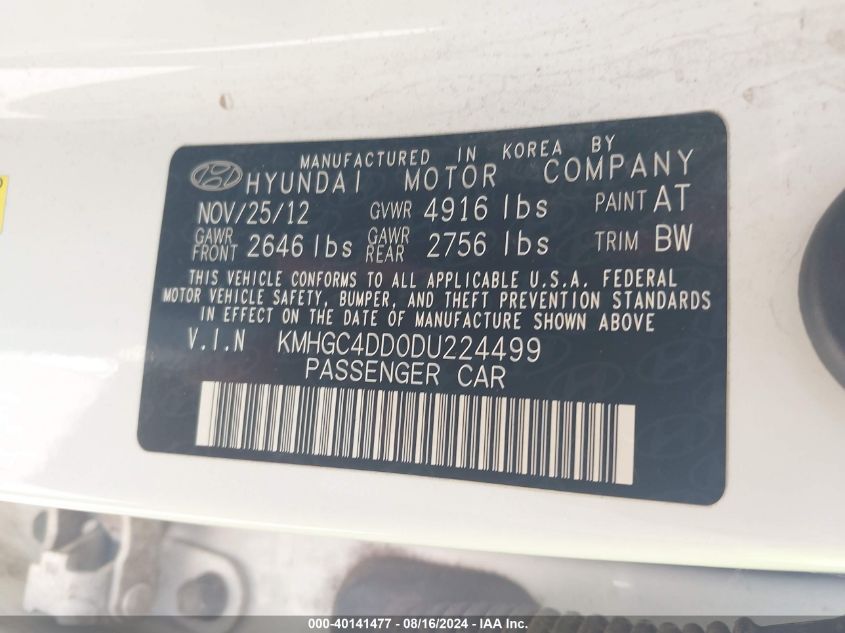 MANUFACTURED IN KOREA BY
HYUNDAI MOTOR COMPANY
NOV/25/12 GVWR 4916 lbs PAINT AT
GAWR FRONT 2646 lbs GAWR REAR 2756 lbs TRIM BW
THIS VEHICLE CONFORMS TO ALL APPLICABLE U.S.A. FEDERAL
MOTOR VEHICLE SAFETY, BUMPER, AND THEFT PREVENTION STANDARDS
IN EFFECT ON THE DATE OF MANUFACTURE SHOWN ABOVE
V.I.N KMHGC4DD0DU224499
PASSENGER CAR
000-40141477 - 08/16/2024 - IAA Inc.